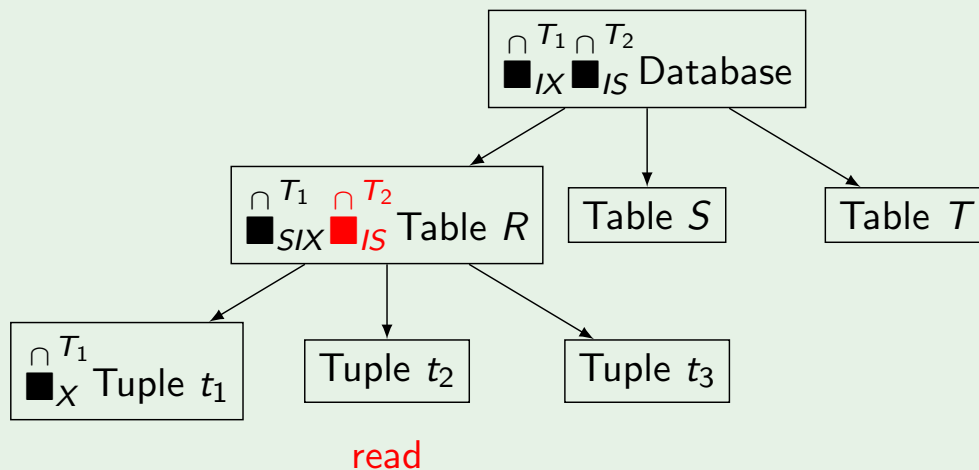 T1 IX T2 IS Database
T1 SIX T2 IS Table R
Table S
Table T
T1 X Tuple t1
Tuple t2
Tuple t3
read